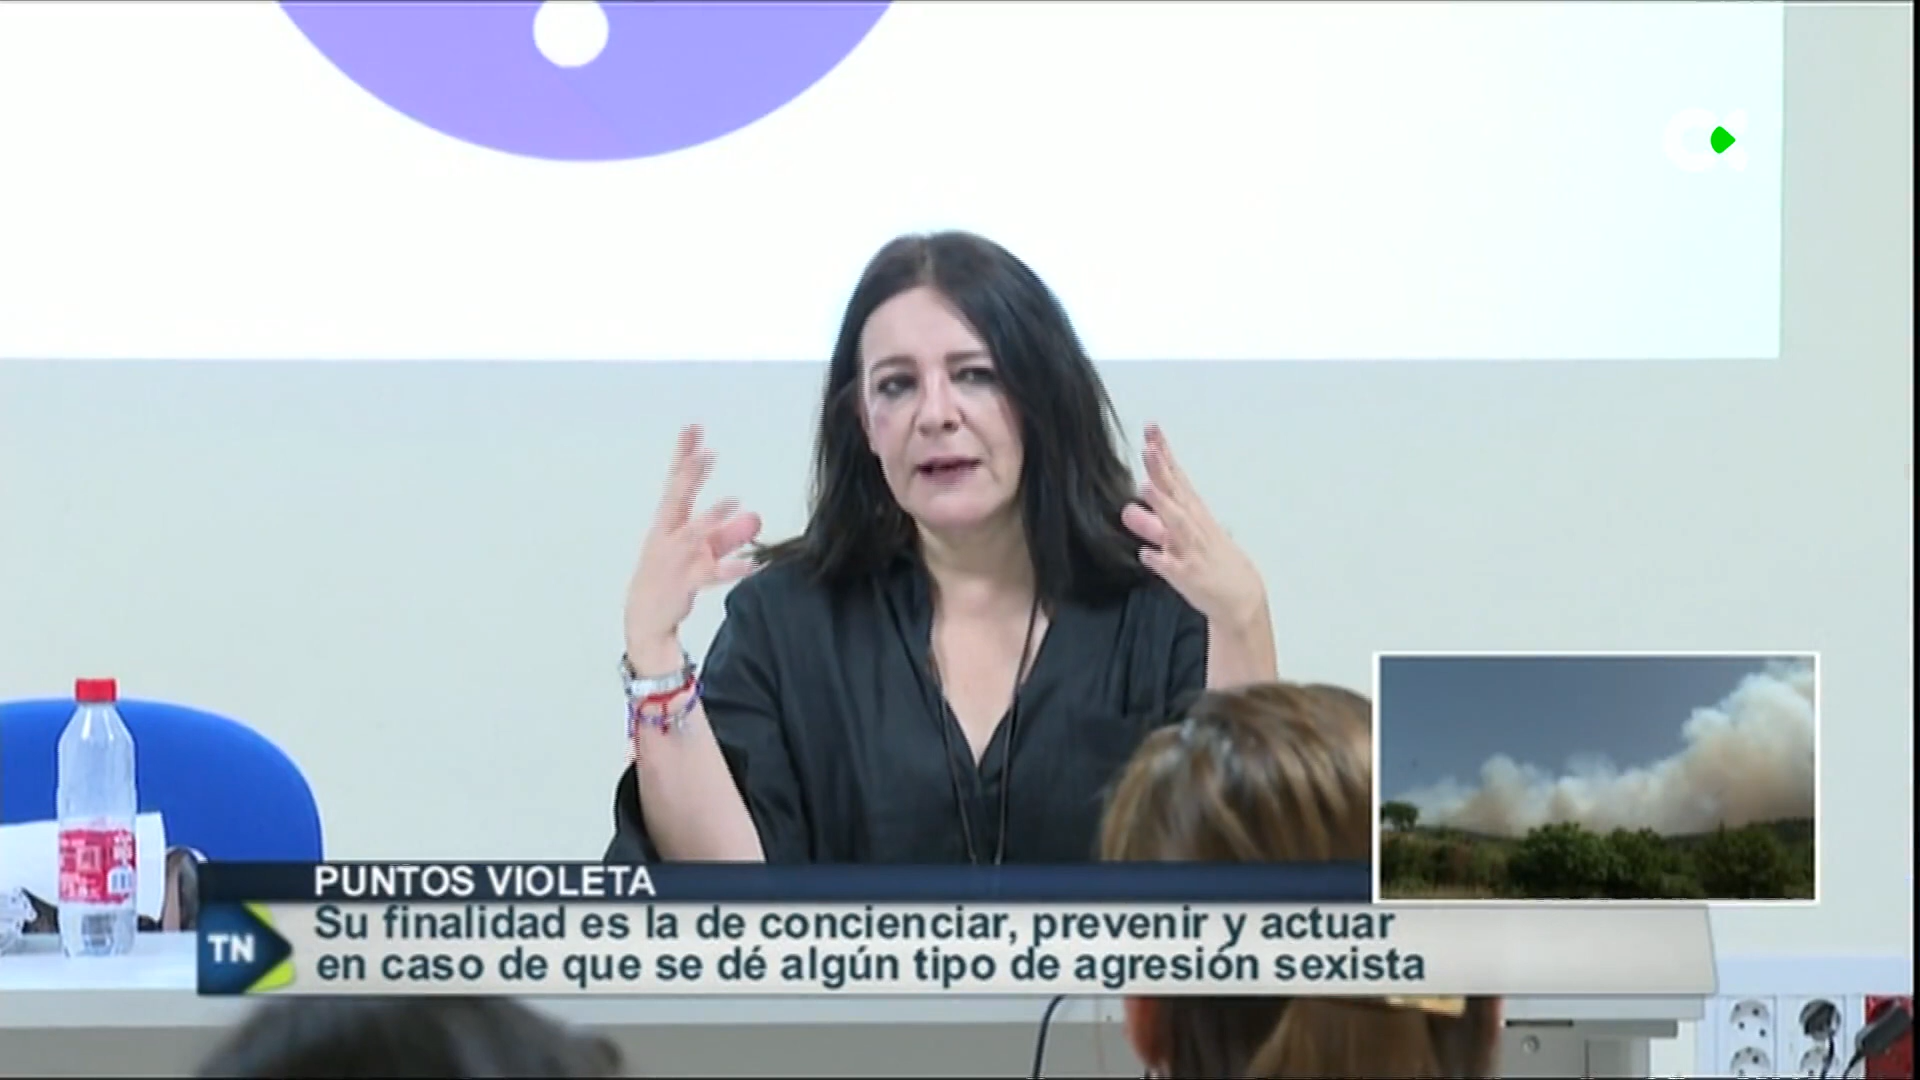 PUNTOS VIOLETA
Su finalidad es la de concienciar, prevenir y actuar
TN
en caso de que se dé algún tipo de agresión sexista